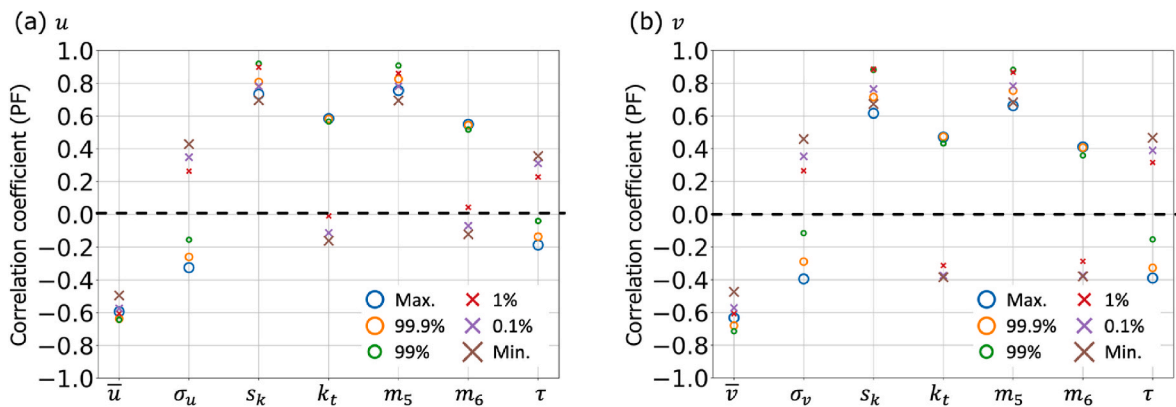 (a) u
Correlation coefficient (PF)
1.0
0.8
0.6
0.4
0.2
0.0
−0.2
−0.4
−0.6
−0.8
−1.0
Max. 1%
99.9% 0.1%
99% Min.
u̅ σᵤ sₖ kₜ m₅ m₆ τ
(b) v
Correlation coefficient (PF)
1.0
0.8
0.6
0.4
0.2
0.0
−0.2
−0.4
−0.6
−0.8
−1.0
Max. 1%
99.9% 0.1%
99% Min.
v̅ σᵥ sₖ kₜ m₅ m₆ τ